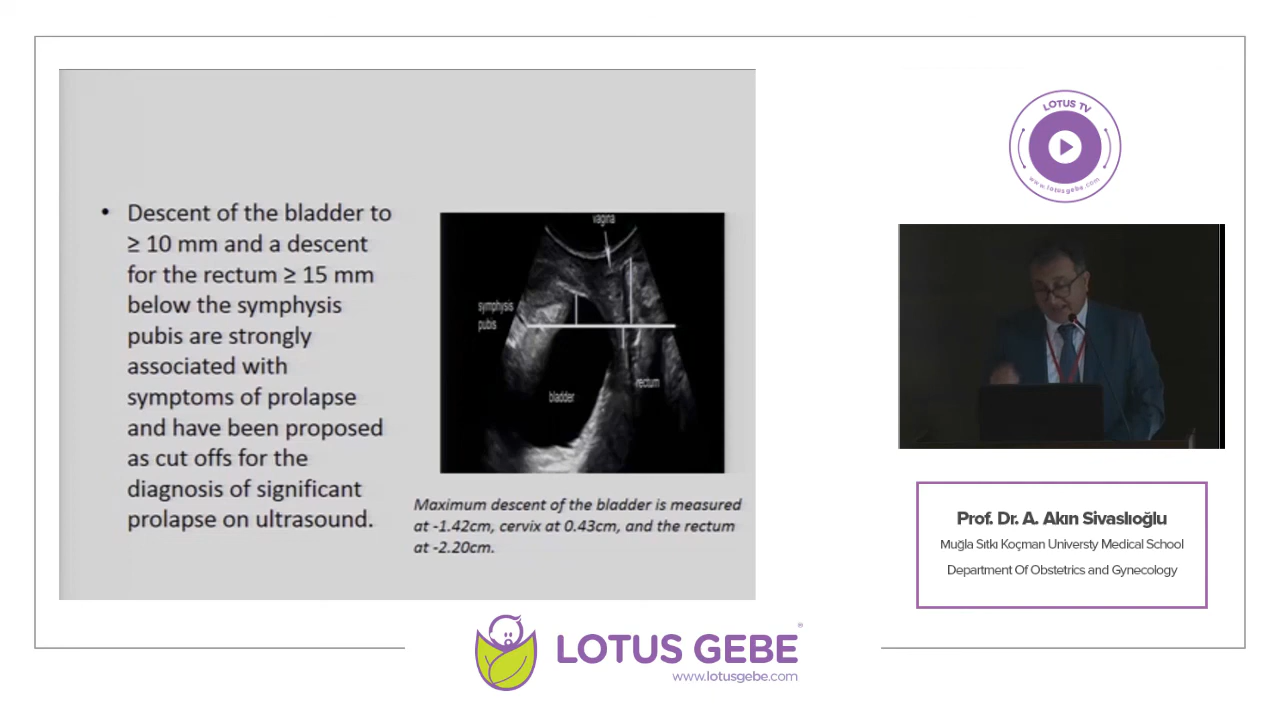 • Descent of the bladder to
≥ 10 mm and a descent
for the rectum ≥ 15 mm
below the symphysis
pubis are strongly
associated with
symptoms of prolapse
and have been proposed
as cut offs for the
diagnosis of significant
prolapse on ultrasound.
vagina
symphysis
pubis
bladder
rectum
Maximum descent of the bladder is measured
at -1.42cm, cervix at 0.43cm, and the rectum
at -2.20cm.
LOTUS TV
www.lotusgebe.com
Prof. Dr. A. Akın Sivaslıoğlu
Muğla Sıtkı Koçman Universty Medical School
Department Of Obstetrics and Gynecology
LOTUS GEBE®
www.lotusgebe.com